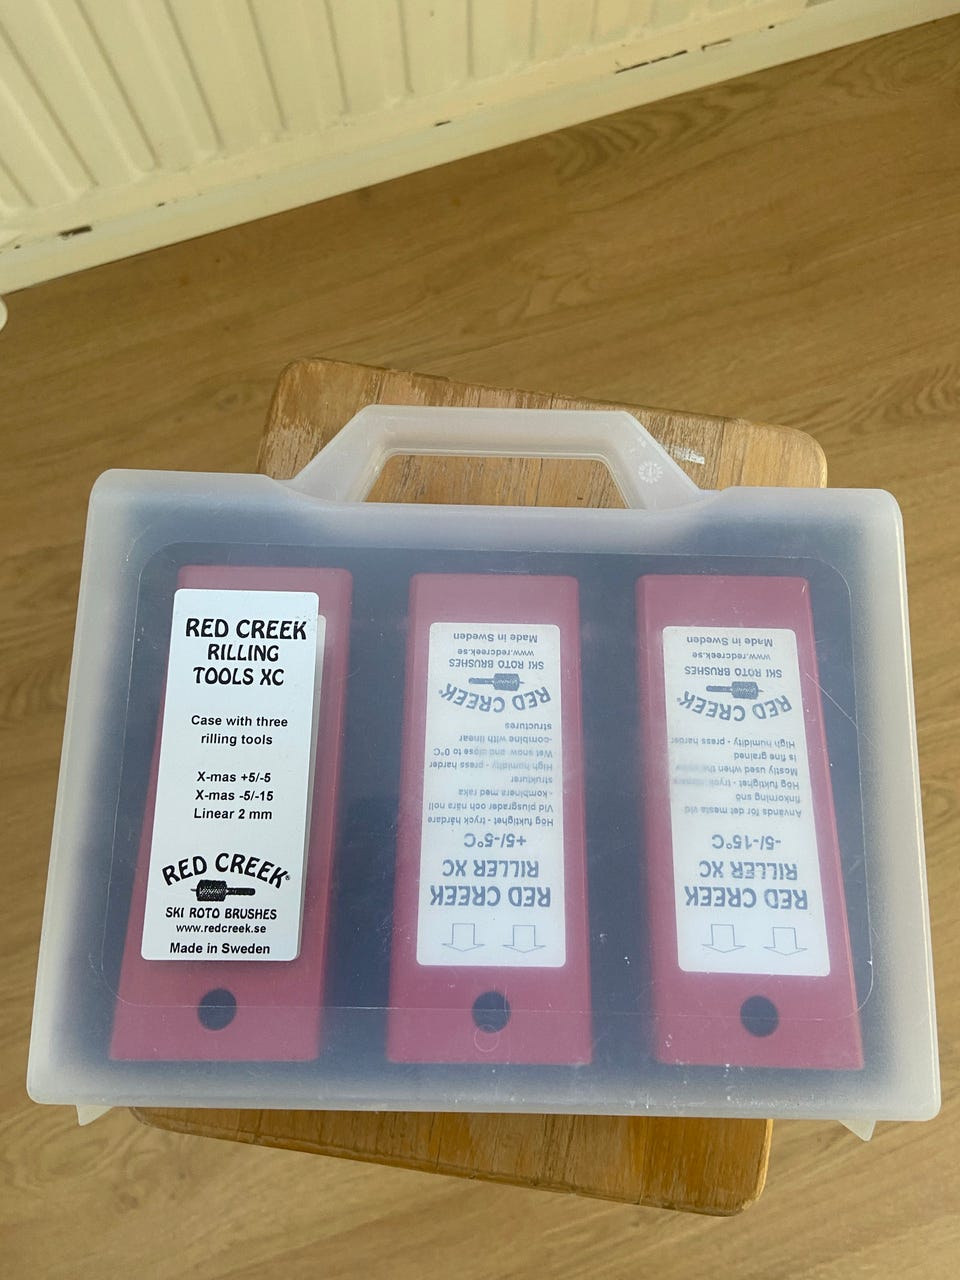 RED CREEK
RILLING
TOOLS XC
Case with three
rilling tools
X-mas +5/-5
X-mas -5/-15
Linear 2 mm
RED CREEK®
SKI ROTO BRUSHES
www.redcreek.se
Made in Sweden
RED CREEK
RILLER XC
+5/-5°C
Hög fuktighet - tryck hårdare
Vid plusgrader och nära noll
-kombinera med raka
strukturer
High humidity - press harder
Wet snow and close to 0°C
-combine with linear
structures
RED CREEK®
SKI ROTO BRUSHES
www.redcreek.se
Made in Sweden
RED CREEK
RILLER XC
-5/-15°C
Används för det mesta vid
finkorning snö
Hög fuktighet - tryck hårdare
Mostly used when the snow
is fine grained
High humidity - press harder
RED CREEK®
SKI ROTO BRUSHES
www.redcreek.se
Made in Sweden